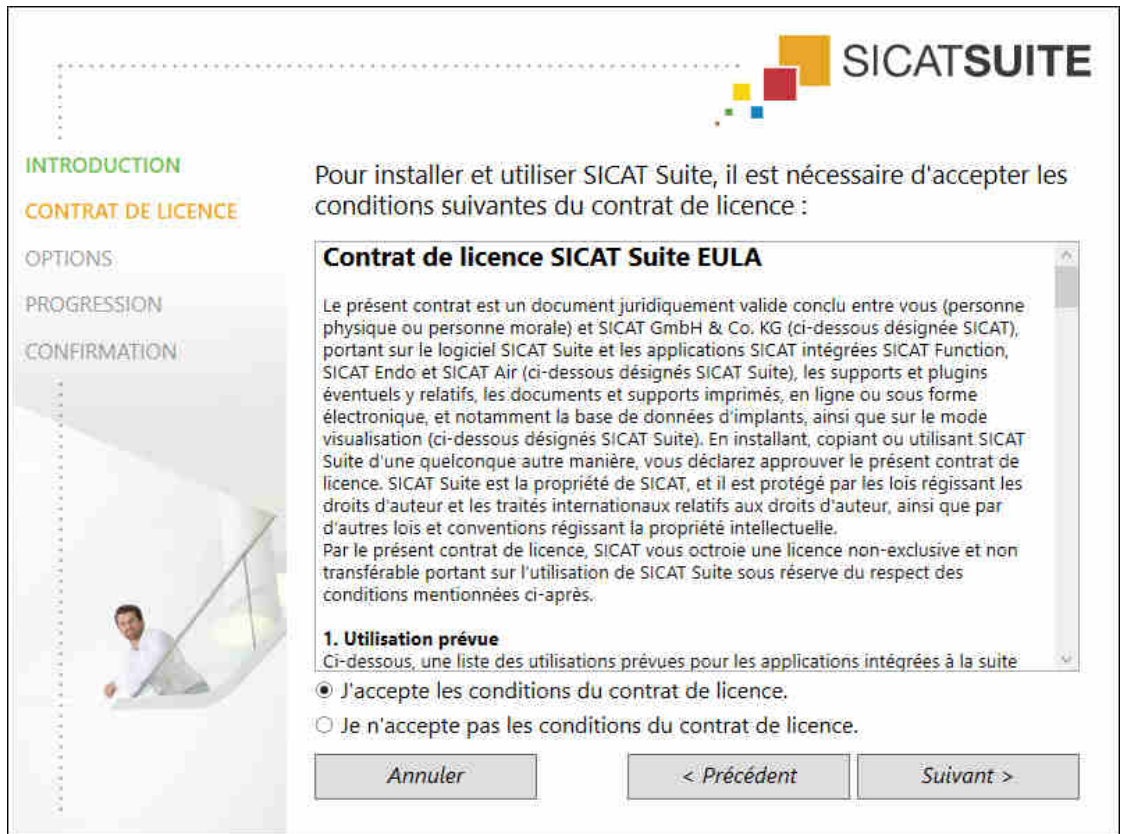 SICATSUITE
INTRODUCTION
CONTRAT DE LICENCE
OPTIONS
PROGRESSION
CONFIRMATION
Pour installer et utiliser SICAT Suite, il est nécessaire d'accepter les
conditions suivantes du contrat de licence :
Contrat de licence SICAT Suite EULA
Le présent contrat est un document juridiquement valide conclu entre vous (personne
physique ou personne morale) et SICAT GmbH & Co. KG (ci-dessous désignée SICAT),
portant sur le logiciel SICAT Suite et les applications SICAT intégrées SICAT Function,
SICAT Endo et SICAT Air (ci-dessous désignés SICAT Suite), les supports et plugins
éventuels y relatifs, les documents et supports imprimés, en ligne ou sous forme
électronique, et notamment la base de données d'implants, ainsi que sur le mode
visualisation (ci-dessous désignés SICAT Suite). En installant, copiant ou utilisant SICAT
Suite d'une quelconque autre manière, vous déclarez approuver le présent contrat de
licence. SICAT Suite est la propriété de SICAT, et il est protégé par les lois régissant les
droits d'auteur et les traités internationaux relatifs aux droits d'auteur, ainsi que par
d'autres lois et conventions régissant la propriété intellectuelle.
Par le présent contrat de licence, SICAT vous octroie une licence non-exclusive et non
transférable portant sur l'utilisation de SICAT Suite sous réserve du respect des
conditions mentionnées ci-après.
1. Utilisation prévue
Ci-dessous, une liste des utilisations prévues pour les applications intégrées à la suite
J'accepte les conditions du contrat de licence.
Je n'accepte pas les conditions du contrat de licence.
Annuler
< Précédent
Suivant >